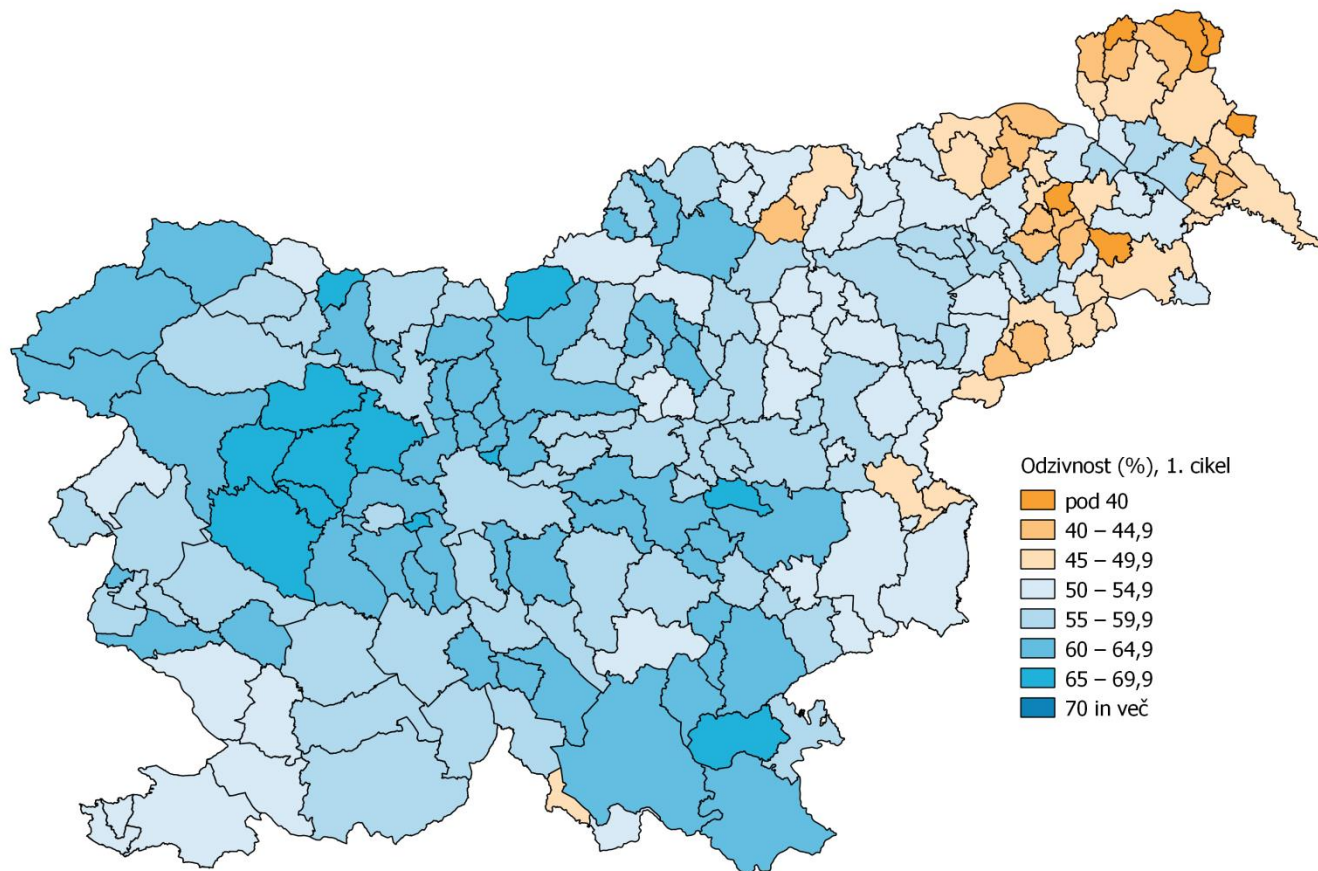 Odzivnost (%), 1. cikel
pod 40
40 – 44,9
45 – 49,9
50 – 54,9
55 – 59,9
60 – 64,9
65 – 69,9
70 in več